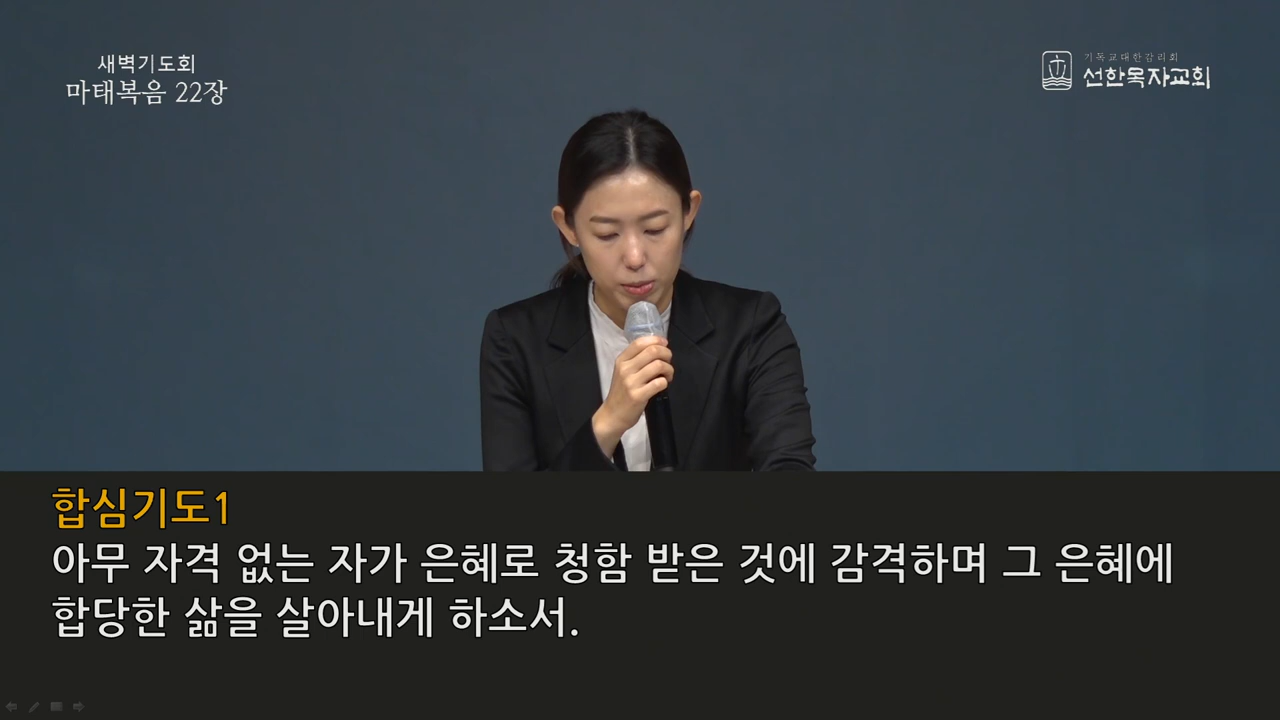 새벽기도회
마태복음 22장
기독교대한감리회
선한목자교회
합심기도1
아무 자격 없는 자가 은혜로 청함 받은 것에 감격하며 그 은혜에
합당한 삶을 살아내게 하소서.